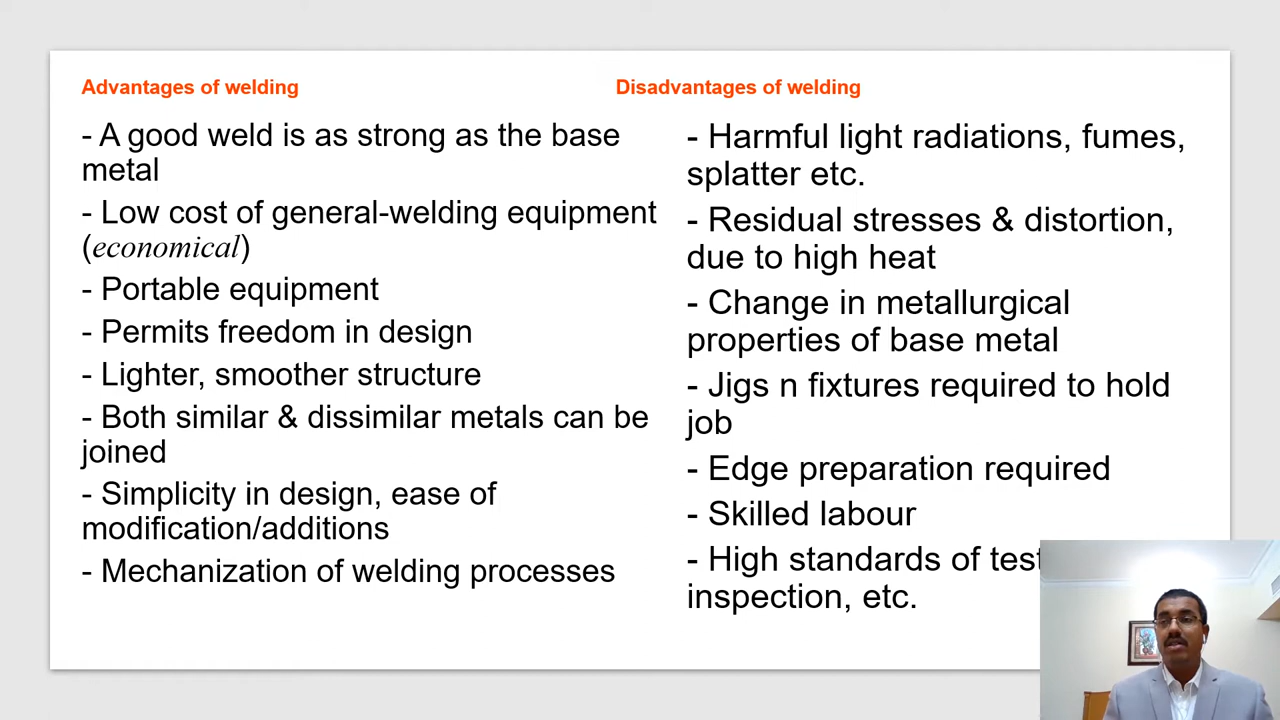 Advantages of welding
- A good weld is as strong as the base
metal
- Low cost of general-welding equipment
(economical)
- Portable equipment
- Permits freedom in design
- Lighter, smoother structure
- Both similar & dissimilar metals can be
joined
- Simplicity in design, ease of
modification/additions
- Mechanization of welding processes
Disadvantages of welding
- Harmful light radiations, fumes,
splatter etc.
- Residual stresses & distortion,
due to high heat
- Change in metallurgical
properties of base metal
- Jigs n fixtures required to hold
job
- Edge preparation required
- Skilled labour
- High standards of test
inspection, etc.